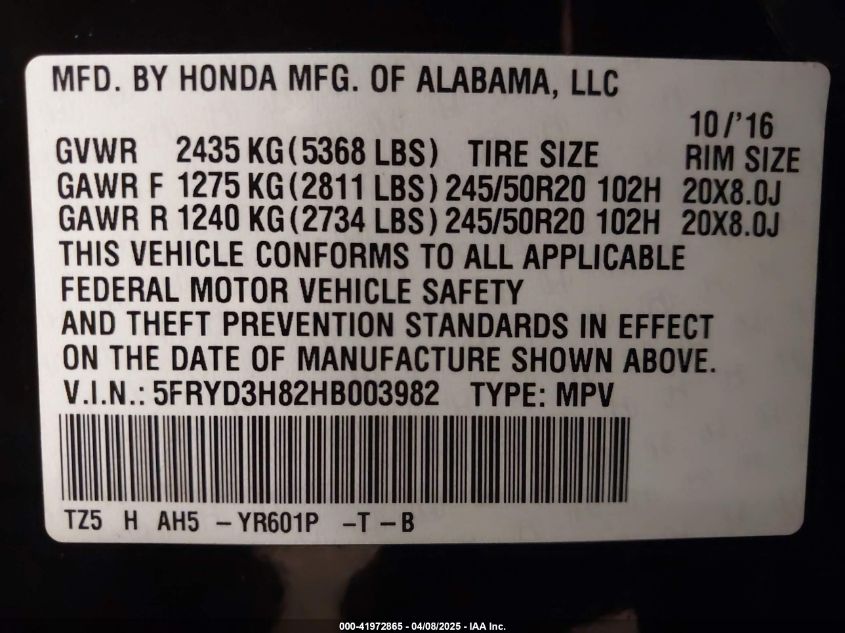 MFD. BY HONDA MFG. OF ALABAMA, LLC
10/'16
GVWR 2435 KG (5368 LBS) TIRE SIZE RIM SIZE
GAWR F 1275 KG (2811 LBS) 245/50R20 102H 20X8.0J
GAWR R 1240 KG (2734 LBS) 245/50R20 102H 20X8.0J
THIS VEHICLE CONFORMS TO ALL APPLICABLE
FEDERAL MOTOR VEHICLE SAFETY
AND THEFT PREVENTION STANDARDS IN EFFECT
ON THE DATE OF MANUFACTURE SHOWN ABOVE.
V.I.N.: 5FRYD3H82HB003982 TYPE: MPV
TZ5 H AH5 -YR601P -T-B
000-41972865 - 04/08/2025 - IAA Inc.